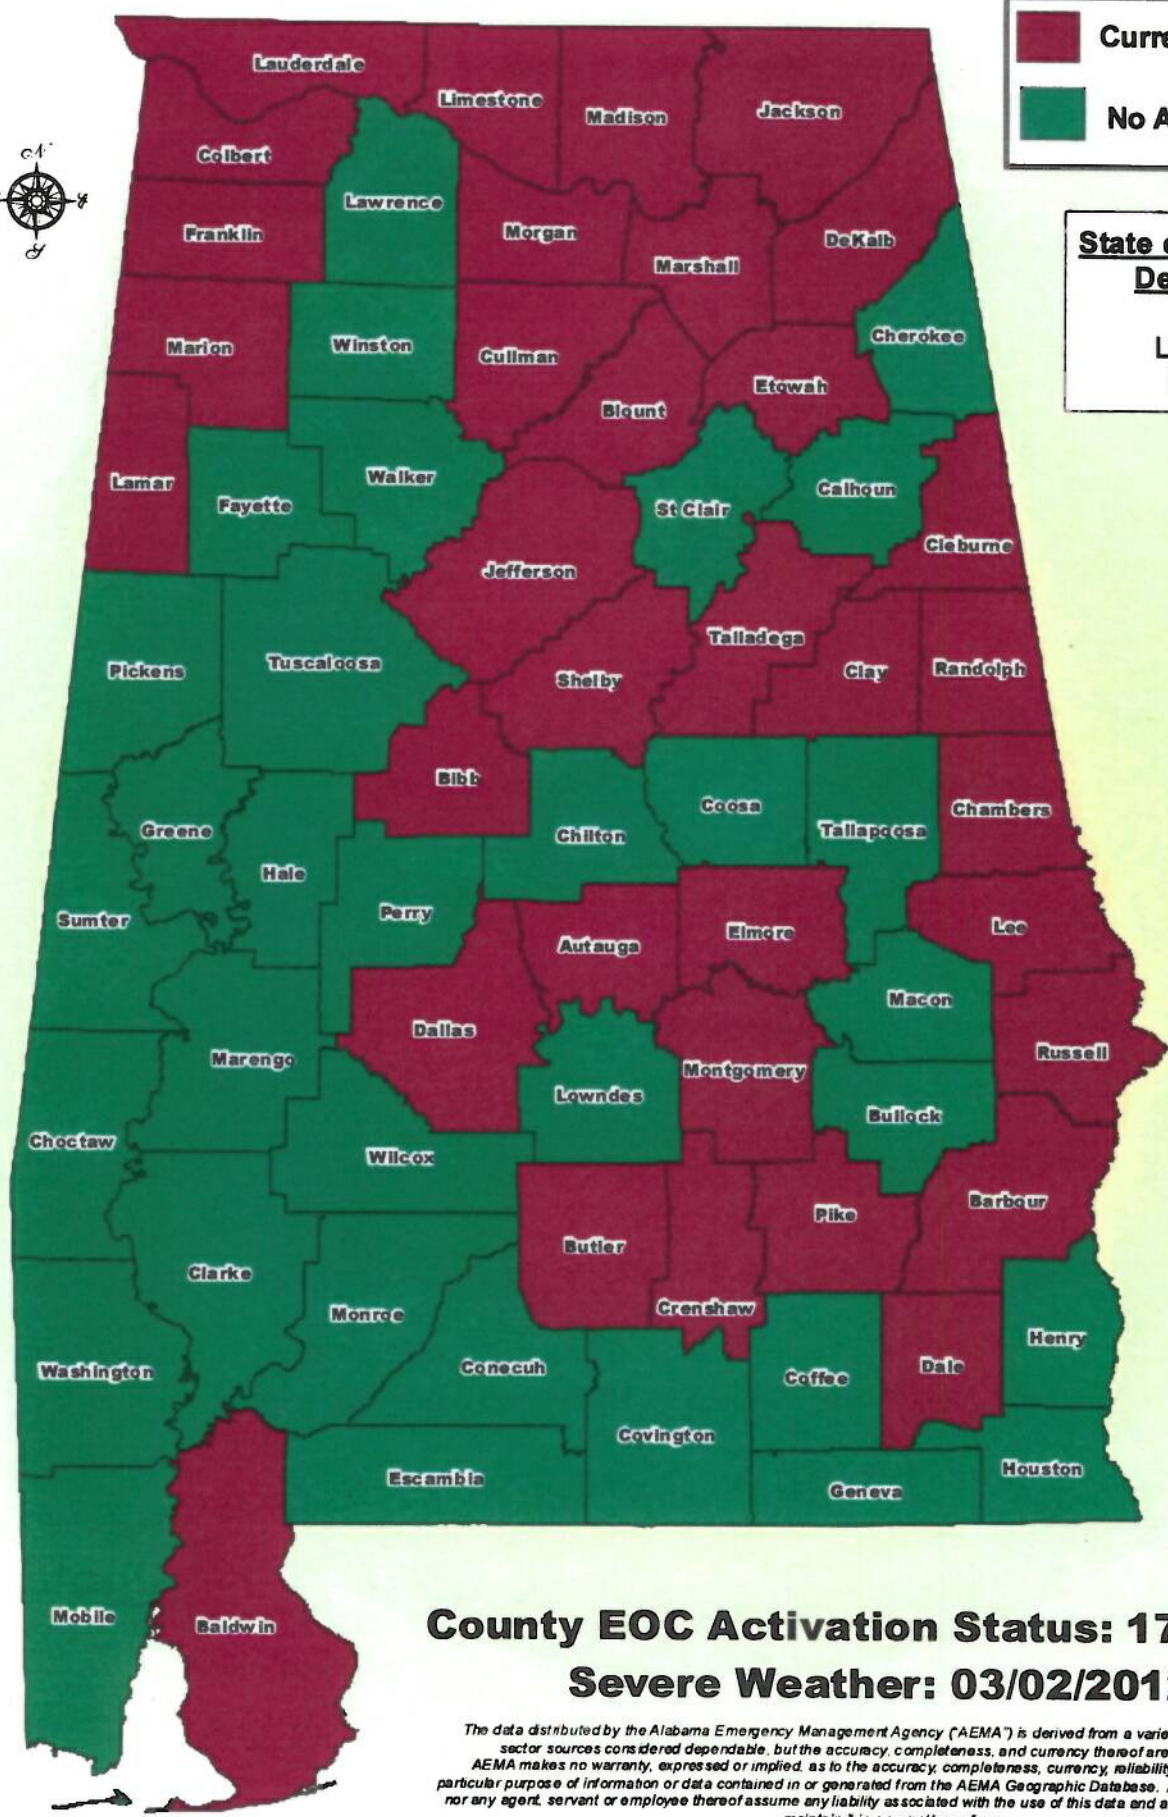 Curre
No A
State
De
L
N
S
Lauderdale
Limestone
Madison
Jackson
Colbert
Lawrence
Franklin
Morgan
DeKalb
Marshall
Cherokee
Marion
Winston
Cullman
Etowah
Blount
Lamar
Fayette
Walker
St Clair
Calhoun
Cleburne
Jefferson
Talladega
Pickens
Tuscaloosa
Shelby
Clay
Randolph
Bibb
Coosa
Chambers
Greene
Chilton
Tallapoosa
Hale
Sumter
Perry
Autauga
Elmore
Lee
Macon
Dallas
Marengo
Montgomery
Russell
Lowndes
Bullock
Choctaw
Wilcox
Barbour
Pike
Butler
Clarke
Monroe
Crenshaw
Henry
Washington
Conecuh
Coffee
Dale
Covington
Escambia
Houston
Geneva
Mobile
Baldwin
County EOC Activation Status: 17
Severe Weather: 03/02/201
The data distributed by the Alabama Emergency Management Agency ("AEMA") is derived from a varie
sector sources considered dependable, but the accuracy, completeness, and currency thereof are
AEMA makes no warranty, expressed or implied, as to the accuracy, completeness, currency, reliability
particular purpose of information or data contained in or generated from the AEMA Geographic Database.
nor any agent, servant or employee thereof assume any liability associated with the use of this data and a